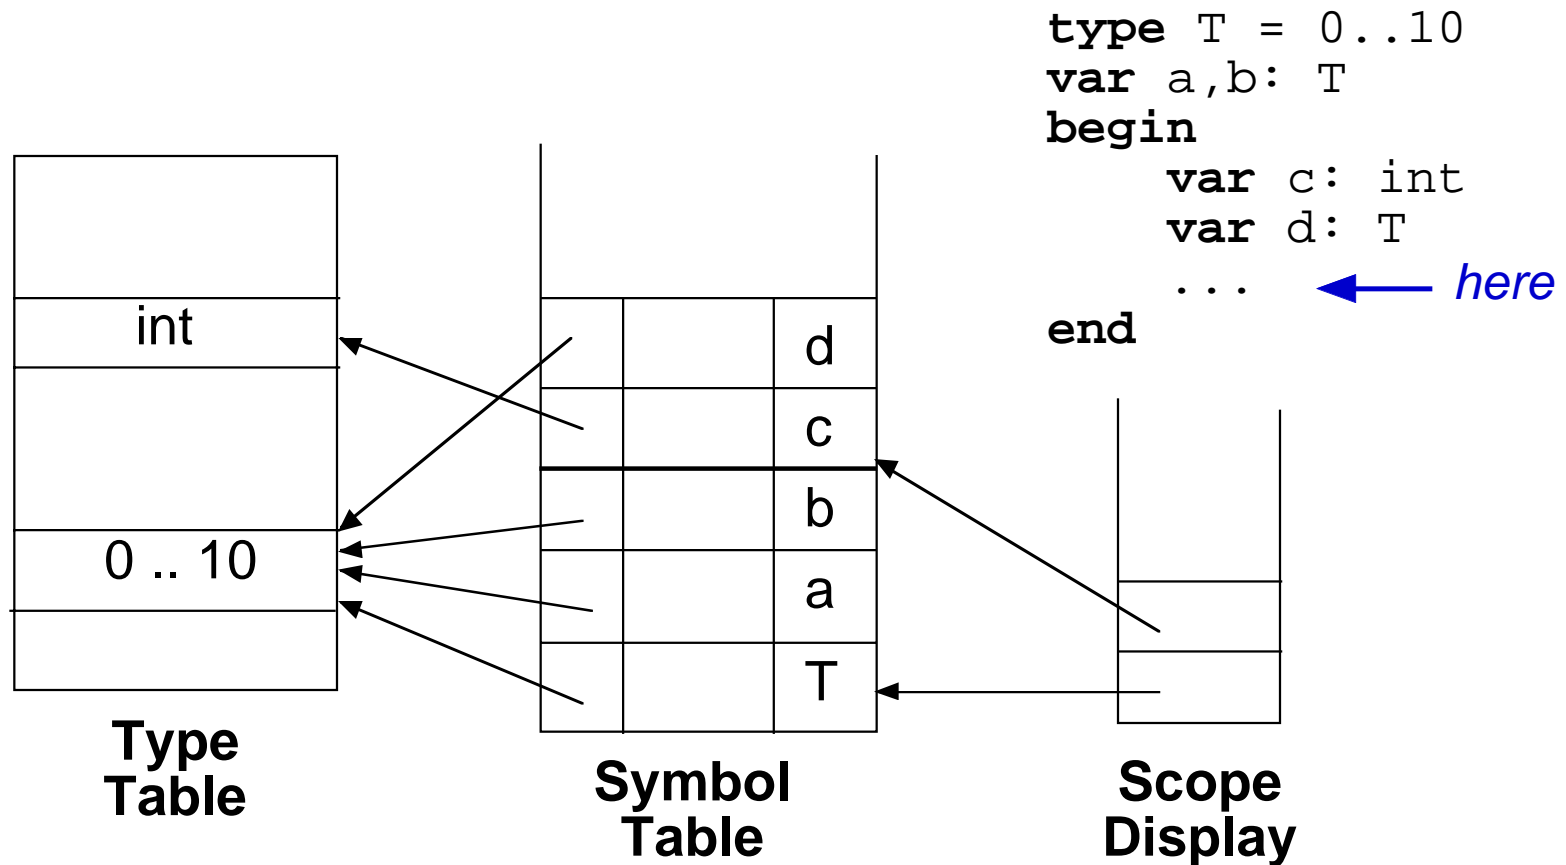 type T = 0..10
var a,b: T
begin
var c: int
var d: T
... here
end
int
0 .. 10
d
c
b
a
T
Type
Table
Symbol
Table
Scope
Display